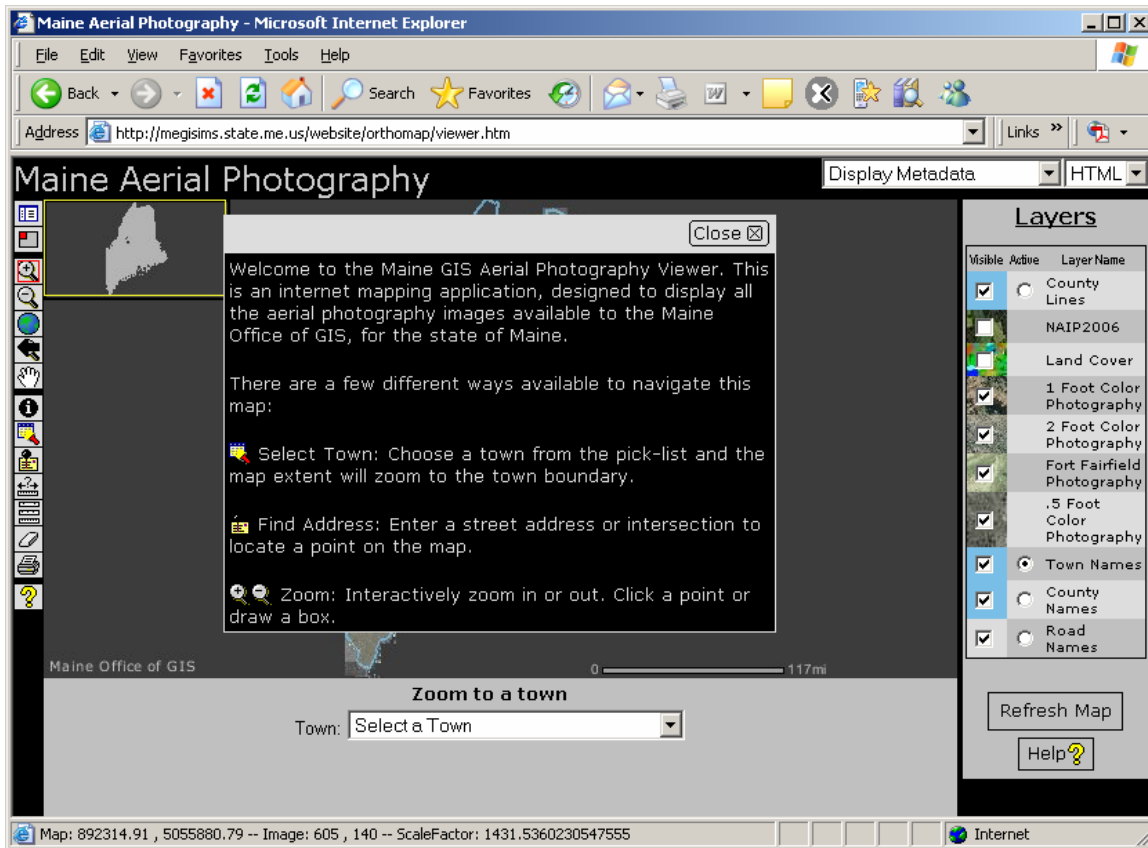 Maine Aerial Photography - Microsoft Internet Explorer
File Edit View Favorites Tools Help
Back Search Favorites
Address http://megisims.state.me.us/website/orthomap/viewer.htm Links »
Maine Aerial Photography Display Metadata HTML
Close
Welcome to the Maine GIS Aerial Photography Viewer. This
is an internet mapping application, designed to display all
the aerial photography images available to the Maine
Office of GIS, for the state of Maine.
There are a few different ways available to navigate this
map:
Select Town: Choose a town from the pick-list and the
map extent will zoom to the town boundary.
Find Address: Enter a street address or intersection to
locate a point on the map.
Zoom: Interactively zoom in or out. Click a point or
draw a box.
Maine Office of GIS 0 117mi
Zoom to a town
Town: Select a Town
Layers
Visible Active LayerName
County
Lines
NAIP2006
Land Cover
1 Foot Color
Photography
2 Foot Color
Photography
Fort Fairfield
Photography
.5 Foot
Color
Photography
Town Names
County
Names
Road
Names
Refresh Map
Help?
Map: 892314.91 , 5055880.79 -- Image: 605 , 140 -- ScaleFactor: 1431.5360230547555 Internet